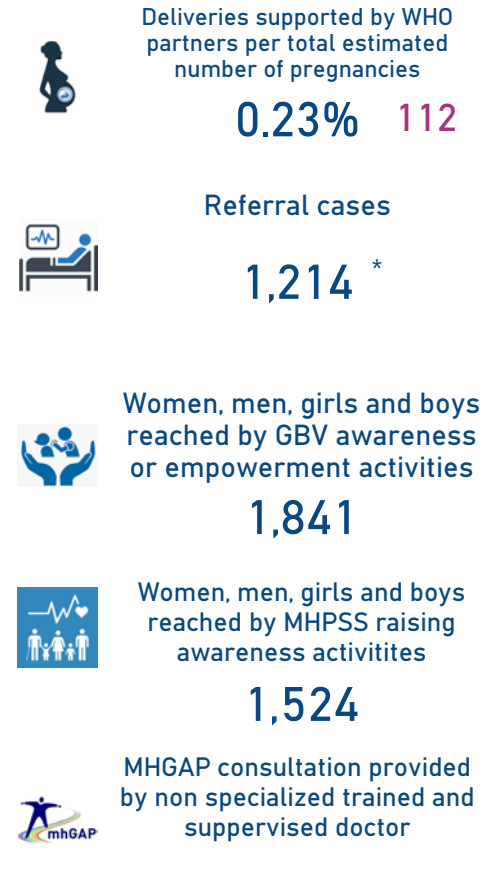 Deliveries supported by WHO
partners per total estimated
number of pregnancies
0.23% 112
Referral cases
1,214 *
Women, men, girls and boys
reached by GBV awareness
or empowerment activities
1,841
Women, men, girls and boys
reached by MHPSS raising
awareness activitites
1,524
MHGAP consultation provided
by non specialized trained and
suppervised doctor
mhGAP